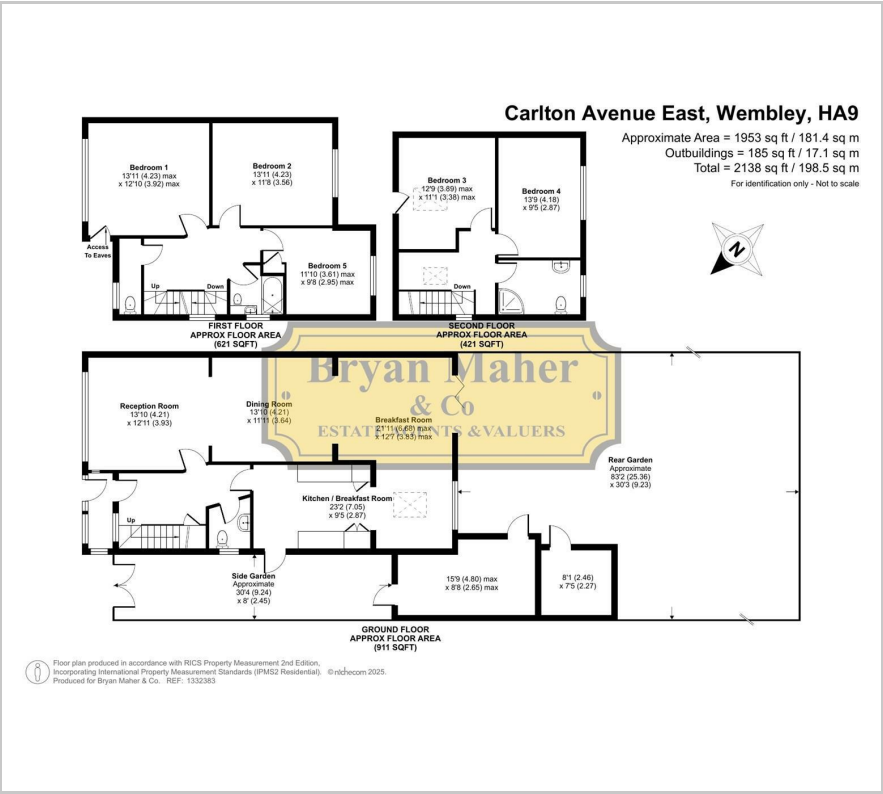 Carlton Avenue East, Wembley, HA9
Approximate Area = 1953 sq ft / 181.4 sq m
Outbuildings = 185 sq ft / 17.1 sq m
Total = 2138 sq ft / 198.5 sq m
For identification only - Not to scale
N
Bedroom 1
13'11 (4.23) max
x 12'10 (3.92) max
Bedroom 2
13'11 (4.23)
x 11'8 (3.56)
Access
To Eaves
Up
Down
Bedroom 5
11'10 (3.61) max
x 9'8 (2.95) max
FIRST FLOOR
APPROX FLOOR AREA
(621 SQFT)
Bedroom 3
12'9 (3.89) max
x 11'1 (3.38) max
Bedroom 4
13'9 (4.18)
x 9'5 (2.87)
Down
SECOND FLOOR
APPROX FLOOR AREA
(421 SQFT)
Bryan Maher
& Co
ESTATE AGENTS & VALUERS
Reception Room
13'10 (4.21)
x 12'11 (3.93)
Dining Room
13'10 (4.21)
x 11'11 (3.64)
Breakfast Room
21'11 (6.68) max
x 12'7 (3.83) max
Kitchen / Breakfast Room
23'2 (7.05)
x 9'5 (2.87)
Up
Rear Garden
Approximate
83'2 (25.36)
x 30'3 (9.23)
Side Garden
Approximate
30'4 (9.24)
x 8' (2.45)
15'9 (4.80) max
x 8'8 (2.65) max
8'1 (2.46)
x 7'5 (2.27)
GROUND FLOOR
APPROX FLOOR AREA
(911 SQFT)
Floor plan produced in accordance with RICS Property Measurement 2nd Edition,
Incorporating International Property Measurement Standards (IPMS2 Residential). © nichecom 2025.
Produced for Bryan Maher & Co. REF: 1332383